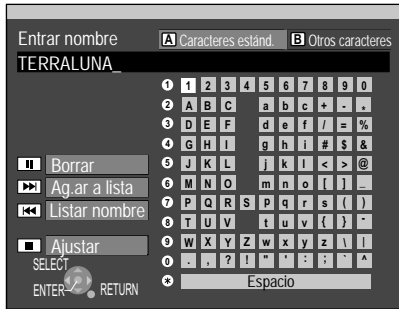 Entrar nombre
A Caracteres estánd. B Otros caracteres
TERRALUNA_
1 1 2 3 4 5 6 7 8 9 0
2 A B C a b c + - *
3 D E F d e f / = %
4 G H I g h i # $ &
5 J K L j k l < > @
6 M N O m n o [ ] _
7 P Q R S p q r s ( )
8 T U V t u v { } ~
9 W X Y Z w x y z \ |
0 . , ? ! " ' : ; ` ^
* Espacio
Borrar
Ag.ar a lista
Listar nombre
Ajustar
SELECT
ENTER RETURN